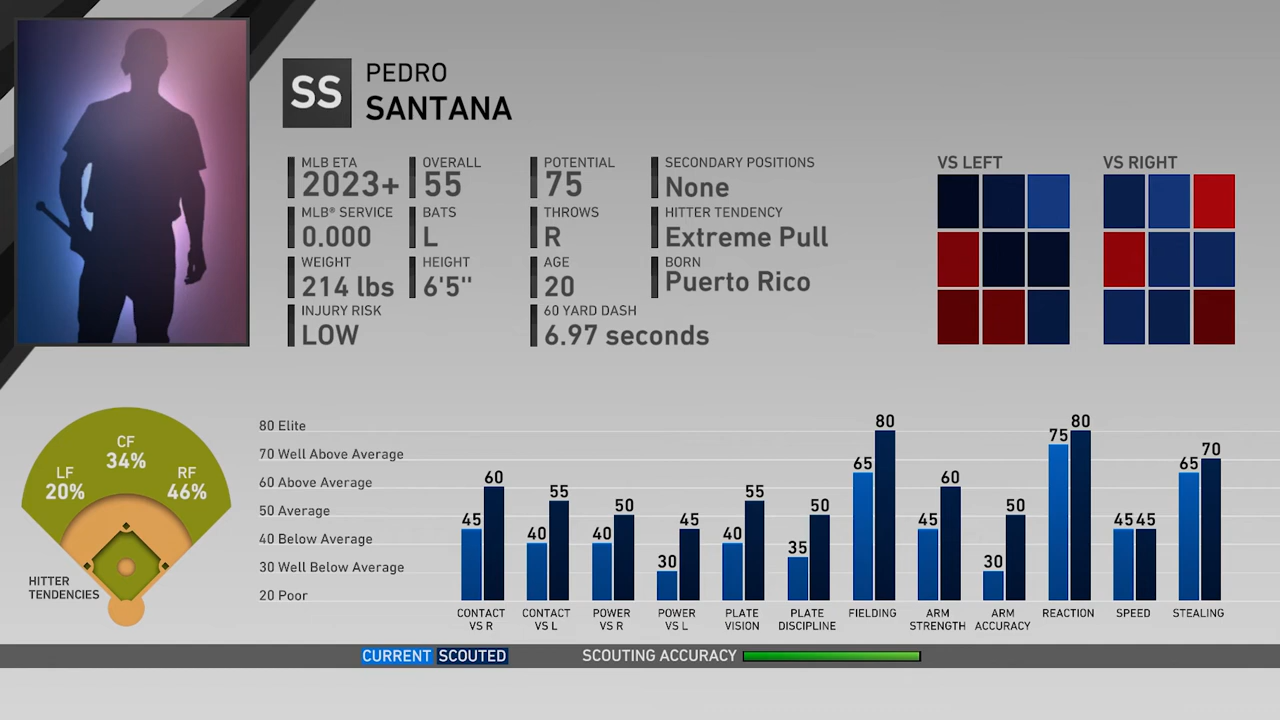 SS
PEDRO
SANTANA
MLB ETA
2023+
OVERALL
55
POTENTIAL
75
SECONDARY POSITIONS
None
MLB® SERVICE
0.000
BATS
L
THROWS
R
HITTER TENDENCY
Extreme Pull
WEIGHT
214 lbs
HEIGHT
6'5"
AGE
20
BORN
Puerto Rico
INJURY RISK
LOW
60 YARD DASH
6.97 seconds
VS LEFT
VS RIGHT
CF
34%
LF
20%
RF
46%
HITTER
TENDENCIES
80 Elite
70 Well Above Average
60 Above Average
50 Average
40 Below Average
30 Well Below Average
20 Poor
45 60
40 55
40 50
30 45
40 55
35 50
65 80
45 60
30 50
75 80
45 45
65 70
CONTACT
VS R
CONTACT
VS L
POWER
VS R
POWER
VS L
PLATE
VISION
PLATE
DISCIPLINE
FIELDING
ARM
STRENGTH
ARM
ACCURACY
REACTION
SPEED
STEALING
CURRENT SCOUTED
SCOUTING ACCURACY